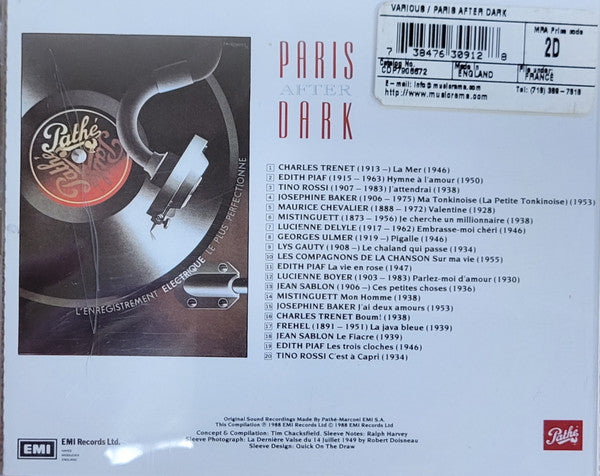 VARIOUS / PARIS AFTER DARK
7 38476 30912 8
MRA Price code
2D
Catalog No.
CDP7906672
Made in
ENGLAND
File under:
FRANCE
E-mail: info@musicrama.com
http://www.musicrama.com
PARIS
AFTER
DARK
Pathé
Pathé
L'ENREGISTREMENT ELECTRIQUE LE PLUS PERFECTIONNE
1 CHARLES TRENET (1913 –) La Mer (1946)
2 EDITH PIAF (1915 – 1963) Hymne à l'amour (1950)
3 TINO ROSSI (1907 – 1983) J'attendrai (1938)
4 JOSEPHINE BAKER (1906 – 1975) Ma Tonkinoise (La Petite Tonkinoise) (1953)
5 MAURICE CHEVALIER (1888 – 1972) Valentine (1928)
6 MISTINGUETT (1873 – 1956) Je cherche un millionnaire (1938)
7 LUCIENNE DELYLE (1917 – 1962) Embrasse-moi chéri (1946)
8 GEORGES ULMER (1919 –) Pigalle (1946)
9 LYS GAUTY (1908 –) Le chaland qui passe (1934)
10 LES COMPAGNONS DE LA CHANSON Sur ma vie (1955)
11 EDITH PIAF La vie en rose (1947)
12 LUCIENNE BOYER (1903 – 1983) Parlez-moi d'amour (1930)
13 JEAN SABLON (1906 –) Ces petites choses (1936)
14 MISTINGUETT Mon Homme (1938)
15 JOSEPHINE BAKER J'ai deux amours (1953)
16 CHARLES TRENET Boum! (1938)
17 FREHEL (1891 – 1951) La java bleue (1939)
18 JEAN SABLON Le Fiacre (1939)
19 EDITH PIAF Les trois cloches (1946)
20 TINO ROSSI C'est à Capri (1934)
Original Sound Recordings Made By Pathé-Marconi EMI S.A.
This Compilation ℗ 1988 EMI Records Ltd © 1988 EMI Records Ltd
Concept & Compilation: Tim Chacksfield. Sleeve Notes: Ralph Harvey
Sleeve Photograph: La Dernière Valse du 14 Juillet 1949 by Robert Doisneau
Sleeve Design: Quick On The Draw
EMI
EMI Records Ltd.
ENGLAND
Pathé